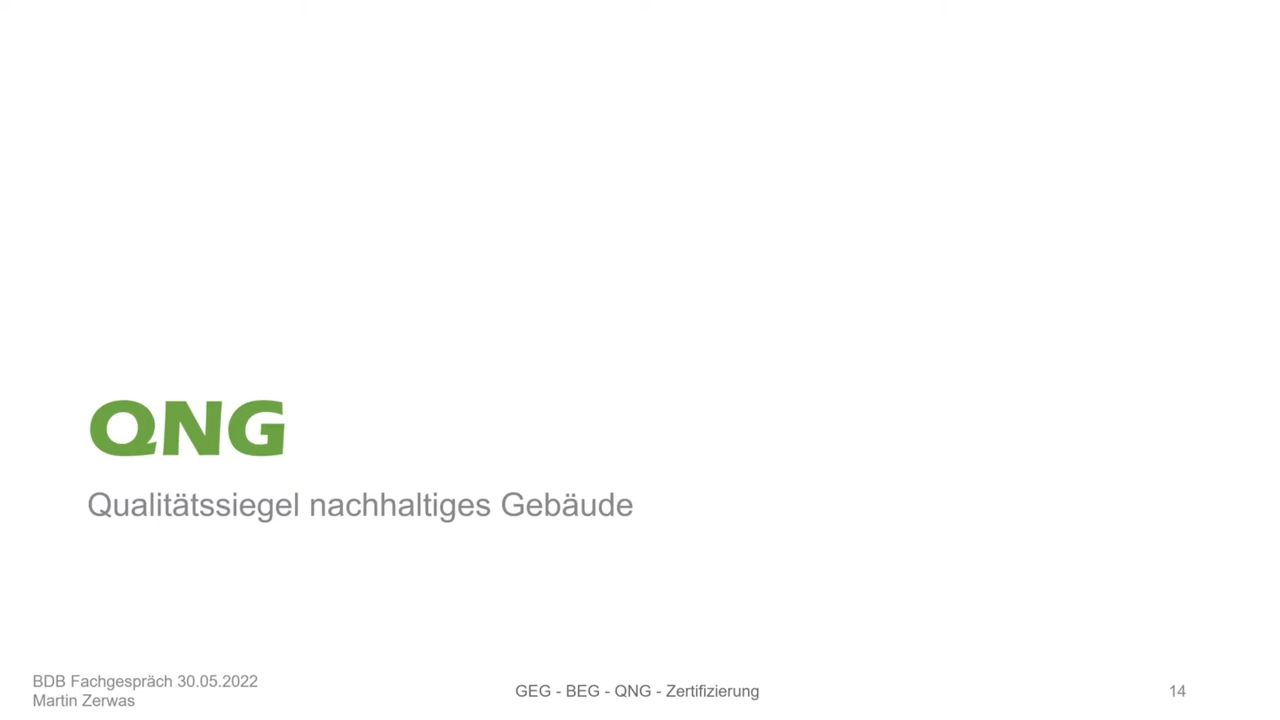 QNG
Qualitätssiegel nachhaltiges Gebäude
BDB Fachgespräch 30.05.2022
Martin Zerwas
GEG - BEG - QNG - Zertifizierung
14